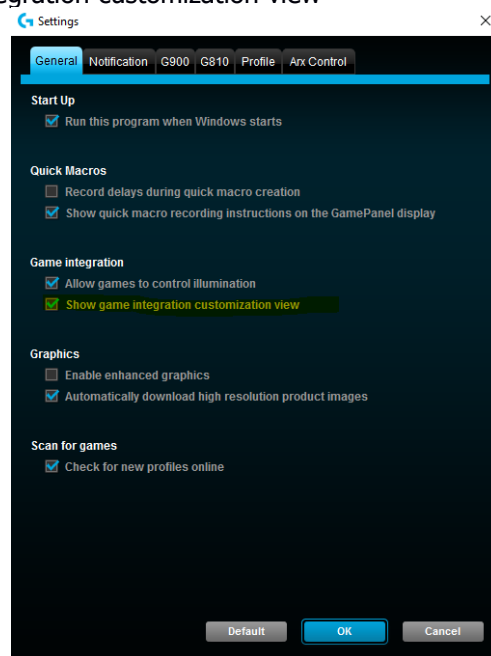 egration customization view
Settings
General Notification G900 G810 Profile Arx Control
Start Up
Run this program when Windows starts
Quick Macros
Record delays during quick macro creation
Show quick macro recording instructions on the GamePanel display
Game integration
Allow games to control illumination
Show game integration customization view
Graphics
Enable enhanced graphics
Automatically download high resolution product images
Scan for games
Check for new profiles online
Default OK Cancel